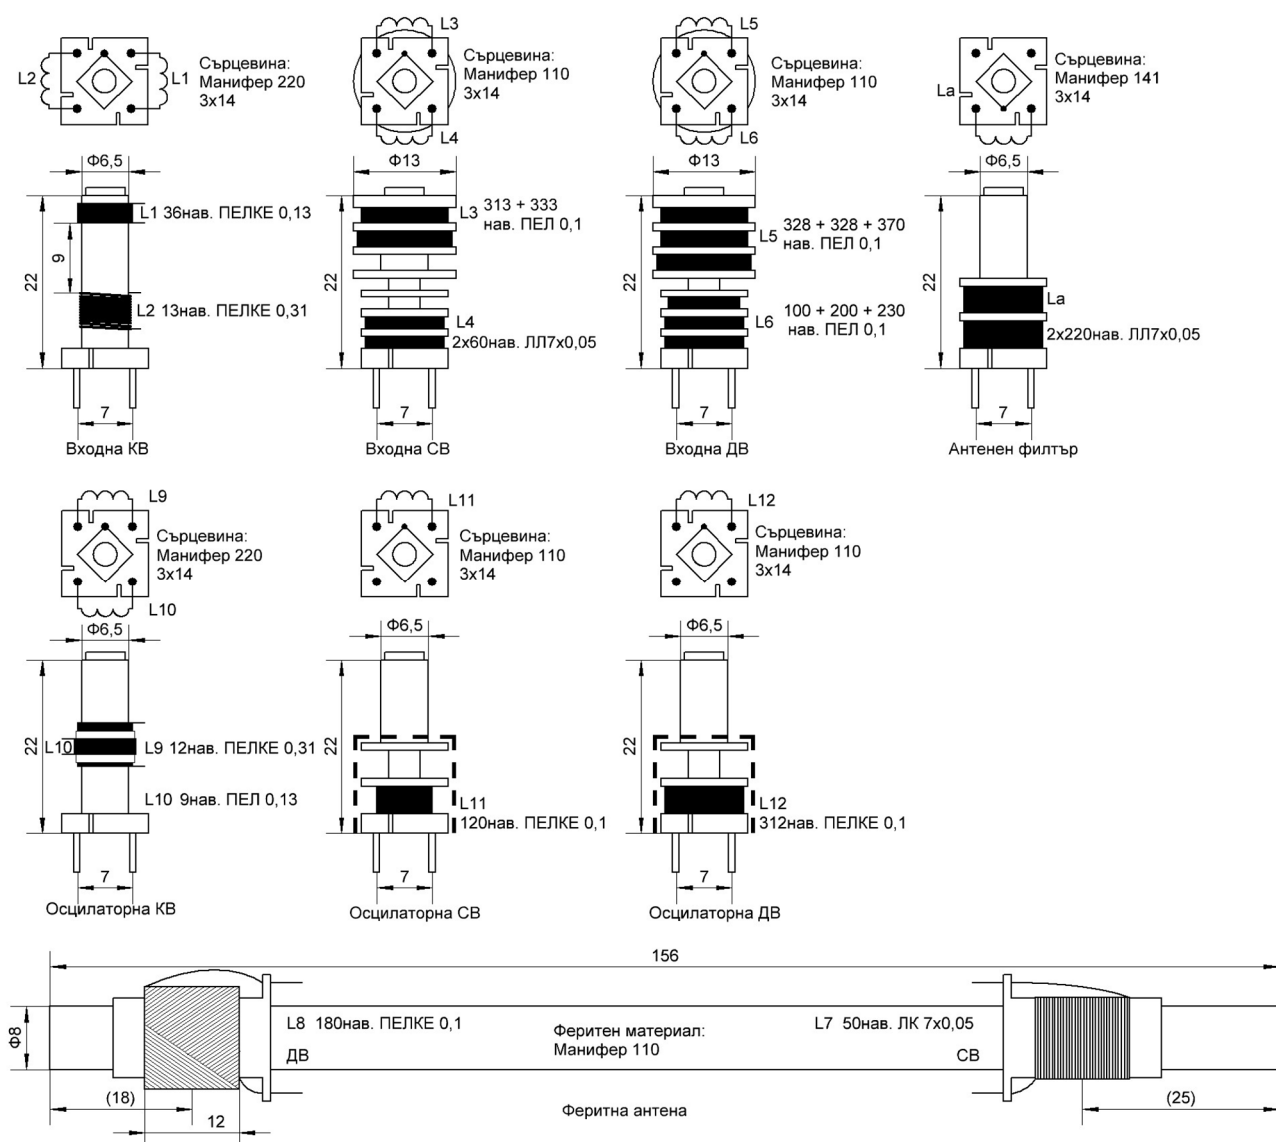 L2
L1
Сърцевина:
Манифер 220
3x14
Ф6,5
22
L1 36нав. ПЕЛКЕ 0,13
9
L2 13нав. ПЕЛКЕ 0,31
7
Входна КВ
L3
Сърцевина:
Манифер 110
3x14
L4
Ф13
22
L3 313 + 333
нав. ПЕЛ 0,1
L4
2x60нав. ЛЛ7x0,05
7
Входна СВ
L5
Сърцевина:
Манифер 110
3x14
L6
Ф13
22
L5 328 + 328 + 370
нав. ПЕЛ 0,1
L6 100 + 200 + 230
нав. ПЕЛ 0,1
7
Входна ДВ
Сърцевина:
Манифер 141
3x14
La
Ф6,5
22
La
2x220нав. ЛЛ7x0,05
7
Антенен филтър
L9
Сърцевина:
Манифер 220
3x14
L10
Ф6,5
22
L10
L9 12нав. ПЕЛКЕ 0,31
L10 9нав. ПЕЛ 0,13
7
Осцилаторна КВ
L11
Сърцевина:
Манифер 110
3x14
Ф6,5
22
L11
120нав. ПЕЛКЕ 0,1
7
Осцилаторна СВ
L12
Сърцевина:
Манифер 110
3x14
Ф6,5
22
L12
312нав. ПЕЛКЕ 0,1
7
Осцилаторна ДВ
156
Ф8
L8 180нав. ПЕЛКЕ 0,1
ДВ
Феритен материал:
Манифер 110
L7 50нав. ЛК 7x0,05
СВ
(18)
12
Феритна антена
(25)